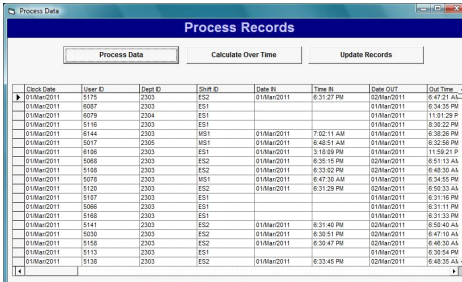 Process Data
Process Records
Process Data Calculate Over Time Update Records
Clock Date User ID Dept ID Shift ID Date IN Time IN Date OUT Out Time
01/Mar/2011 5175 2303 ES2 01/Mar/2011 6:31:27 PM 02/Mar/2011 6:47:21 AM
01/Mar/2011 6087 2303 ES1 01/Mar/2011 6:34:35 PM
01/Mar/2011 6079 2304 ES1 01/Mar/2011 11:01:29 P
01/Mar/2011 5116 2303 ES1 01/Mar/2011 8:30:22 PM
01/Mar/2011 6144 2303 MS1 01/Mar/2011 7:02:11 AM 01/Mar/2011 6:38:26 PM
01/Mar/2011 5017 2305 MS1 01/Mar/2011 6:48:51 AM 01/Mar/2011 6:32:56 PM
01/Mar/2011 6106 2303 ES1 01/Mar/2011 3:18:09 PM 01/Mar/2011 11:59:21 P
01/Mar/2011 5068 2303 ES2 01/Mar/2011 6:35:15 PM 02/Mar/2011 6:51:13 AM
01/Mar/2011 5108 2303 ES2 01/Mar/2011 6:33:02 PM 02/Mar/2011 6:48:30 AM
01/Mar/2011 5078 2303 MS1 01/Mar/2011 6:47:30 AM 01/Mar/2011 6:34:55 PM
01/Mar/2011 5120 2303 ES2 01/Mar/2011 6:31:29 PM 02/Mar/2011 6:50:33 AM
01/Mar/2011 5107 2303 ES1 01/Mar/2011 6:31:16 PM
01/Mar/2011 5066 2303 ES1 01/Mar/2011 6:31:11 PM
01/Mar/2011 5168 2303 ES1 01/Mar/2011 6:31:33 PM
01/Mar/2011 5141 2303 ES2 01/Mar/2011 6:31:40 PM 02/Mar/2011 6:50:40 AM
01/Mar/2011 5030 2303 ES2 01/Mar/2011 6:30:51 PM 02/Mar/2011 6:47:10 AM
01/Mar/2011 5158 2303 ES2 01/Mar/2011 6:30:47 PM 02/Mar/2011 6:46:30 AM
01/Mar/2011 5113 2303 ES1 01/Mar/2011 6:30:54 PM
01/Mar/2011 5138 2303 ES2 01/Mar/2011 6:33:45 PM 02/Mar/2011 6:48:35 AM